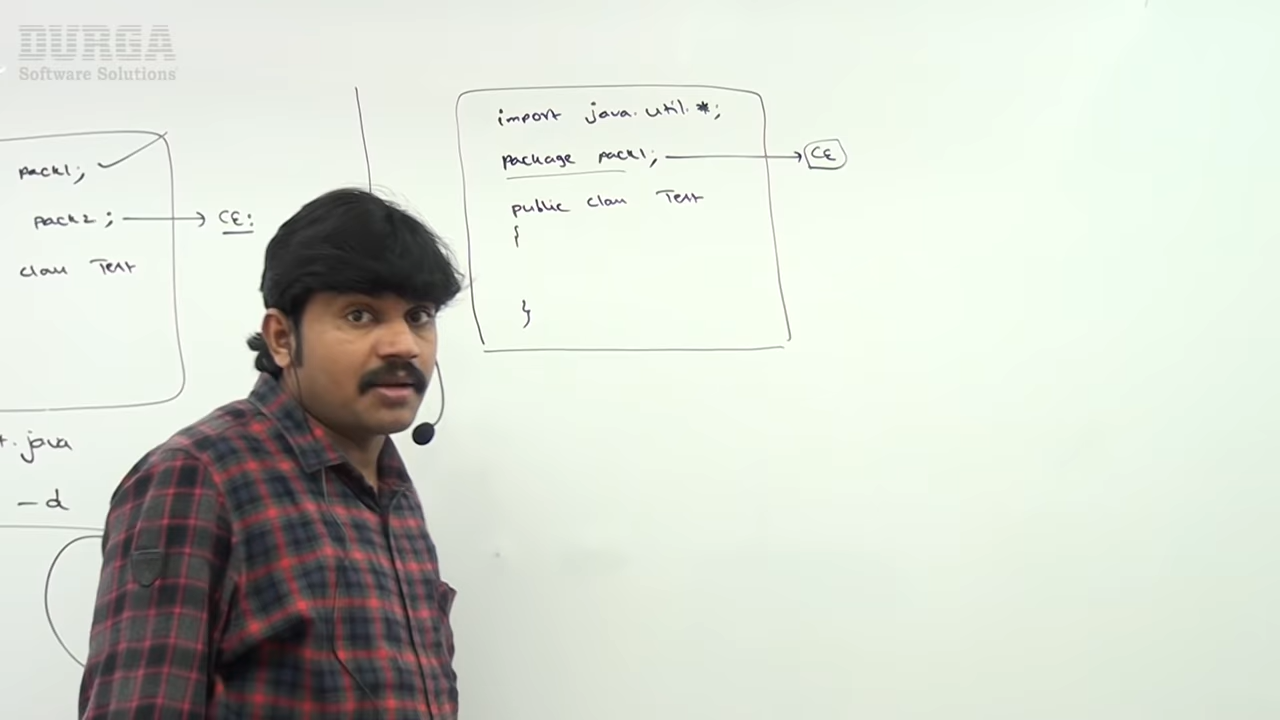 DURGA
Software Solutions
pack1;
pack2; CE:
class Test
t.java
-d
import java.util.*;
package pack1; CE
public class Test
{
}